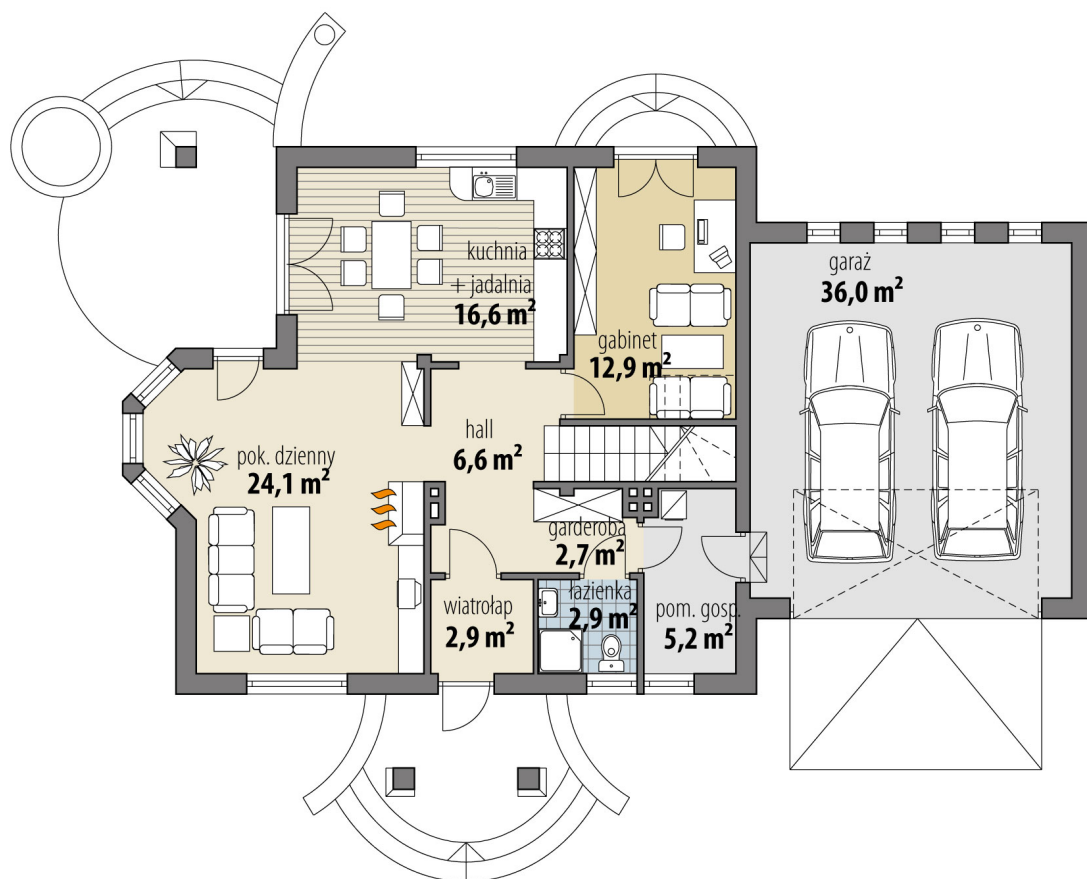 kuchnia
+ jadalnia
16,6 m²
gabinet
12,9 m²
garaż
36,0 m²
hall
6,6 m²
pok. dzienny
24,1 m²
garderoba
2,7 m²
wiatrołap
2,9 m²
łazienka
2,9 m²
pom. gosp.
5,2 m²